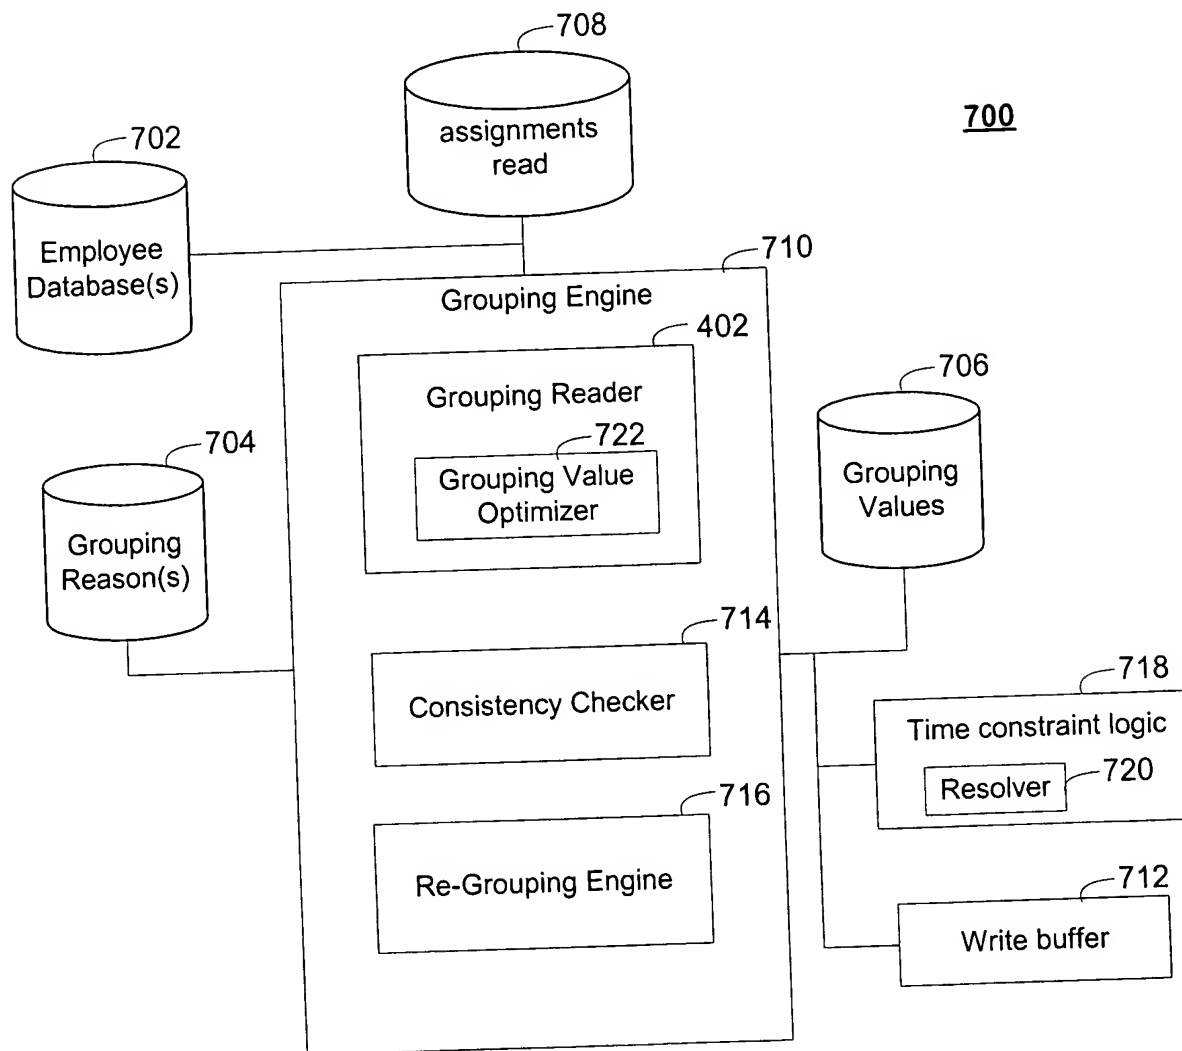 708
assignments
read
700
702
Employee
Database(s)
710
Grouping Engine
402
Grouping Reader
722
Grouping Value
Optimizer
706
Grouping
Values
704
Grouping
Reason(s)
714
Consistency Checker
718
Time constraint logic
720
Resolver
716
Re-Grouping Engine
712
Write buffer